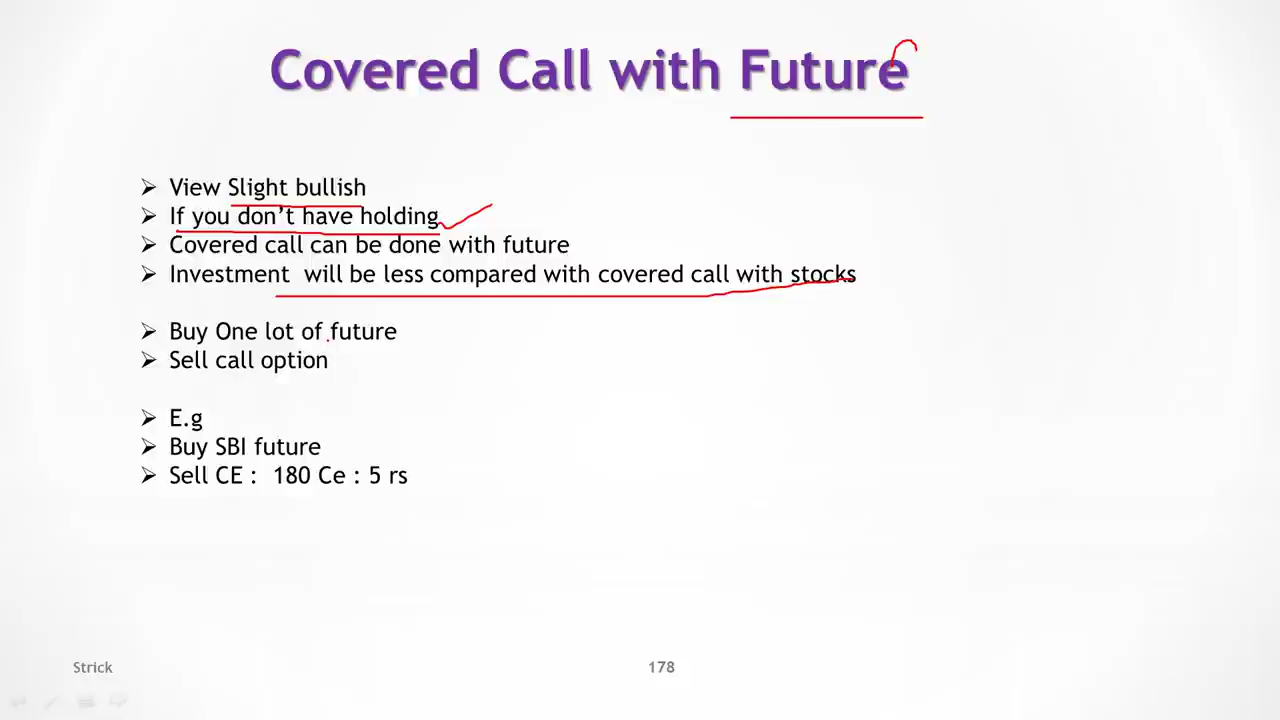 Covered Call with Future
➢ View Slight bullish
➢ If you don't have holding
➢ Covered call can be done with future
➢ Investment will be less compared with covered call with stocks
➢ Buy One lot of future
➢ Sell call option
➢ E.g
➢ Buy SBI future
➢ Sell CE : 180 Ce : 5 rs
Strick
178